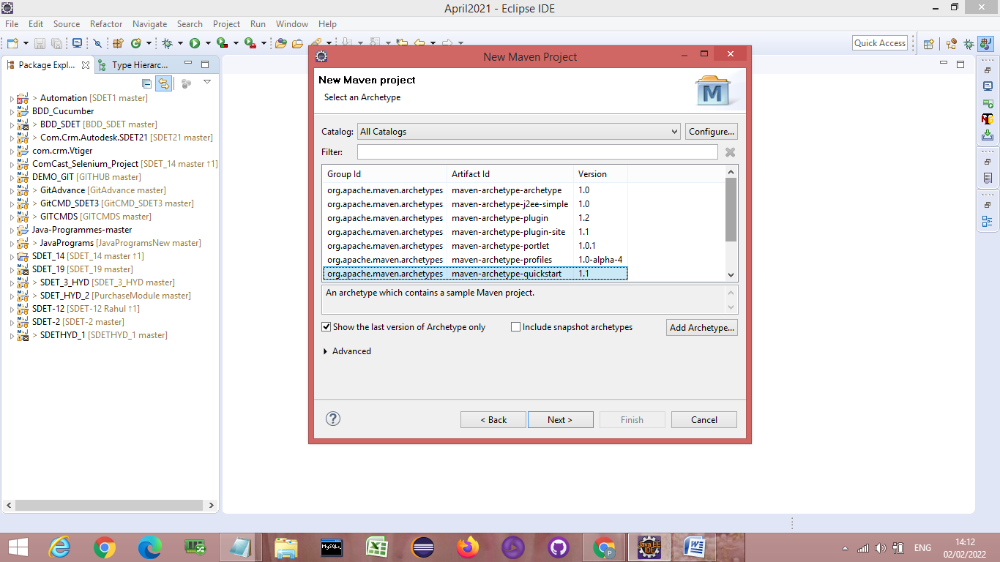 April2021 - Eclipse IDE
File Edit Source Refactor Navigate Search Project Run Window Help
Quick Access
Package Expl... Type Hierarc...
> Automation [SDET1 master]
BDD_Cucumber
> BDD_SDET [BDD_SDET master]
> Com.Crm.Autodesk.SDET21 [SDET21 master]
com.crm.Vtiger
ComCast_Selenium_Project [SDET_14 master ↑1]
DEMO_GIT [GITHUB master]
> GitAdvance [GitAdvance master]
> GitCMD_SDET3 [GitCMD_SDET3 master]
> GITCMDS [GITCMDS master]
Java-Programmes-master
> JavaPrograms [JavaProgramsNew master]
SDET_14 [SDET_14 master ↑1]
SDET_19 [SDET_19 master]
> SDET_3_HYD [SDET_3_HYD master]
> SDET_HYD_2 [PurchaseModule master]
SDET-12 [SDET-12 Rahul ↑1]
SDET-2 [SDET-2 master]
> SDETHYD_1 [SDETHYD_1 master]
New Maven Project
New Maven project
Select an Archetype
M
Catalog: All Catalogs Configure...
Filter:
Group Id Artifact Id Version
org.apache.maven.archetypes maven-archetype-archetype 1.0
org.apache.maven.archetypes maven-archetype-j2ee-simple 1.0
org.apache.maven.archetypes maven-archetype-plugin 1.2
org.apache.maven.archetypes maven-archetype-plugin-site 1.1
org.apache.maven.archetypes maven-archetype-portlet 1.0.1
org.apache.maven.archetypes maven-archetype-profiles 1.0-alpha-4
org.apache.maven.archetypes maven-archetype-quickstart 1.1
An archetype which contains a sample Maven project.
Show the last version of Archetype only Include snapshot archetypes Add Archetype...
Advanced
? < Back Next > Finish Cancel
MySQL
P
Java EE
IDE
W
ENG
14:12
02/02/2022